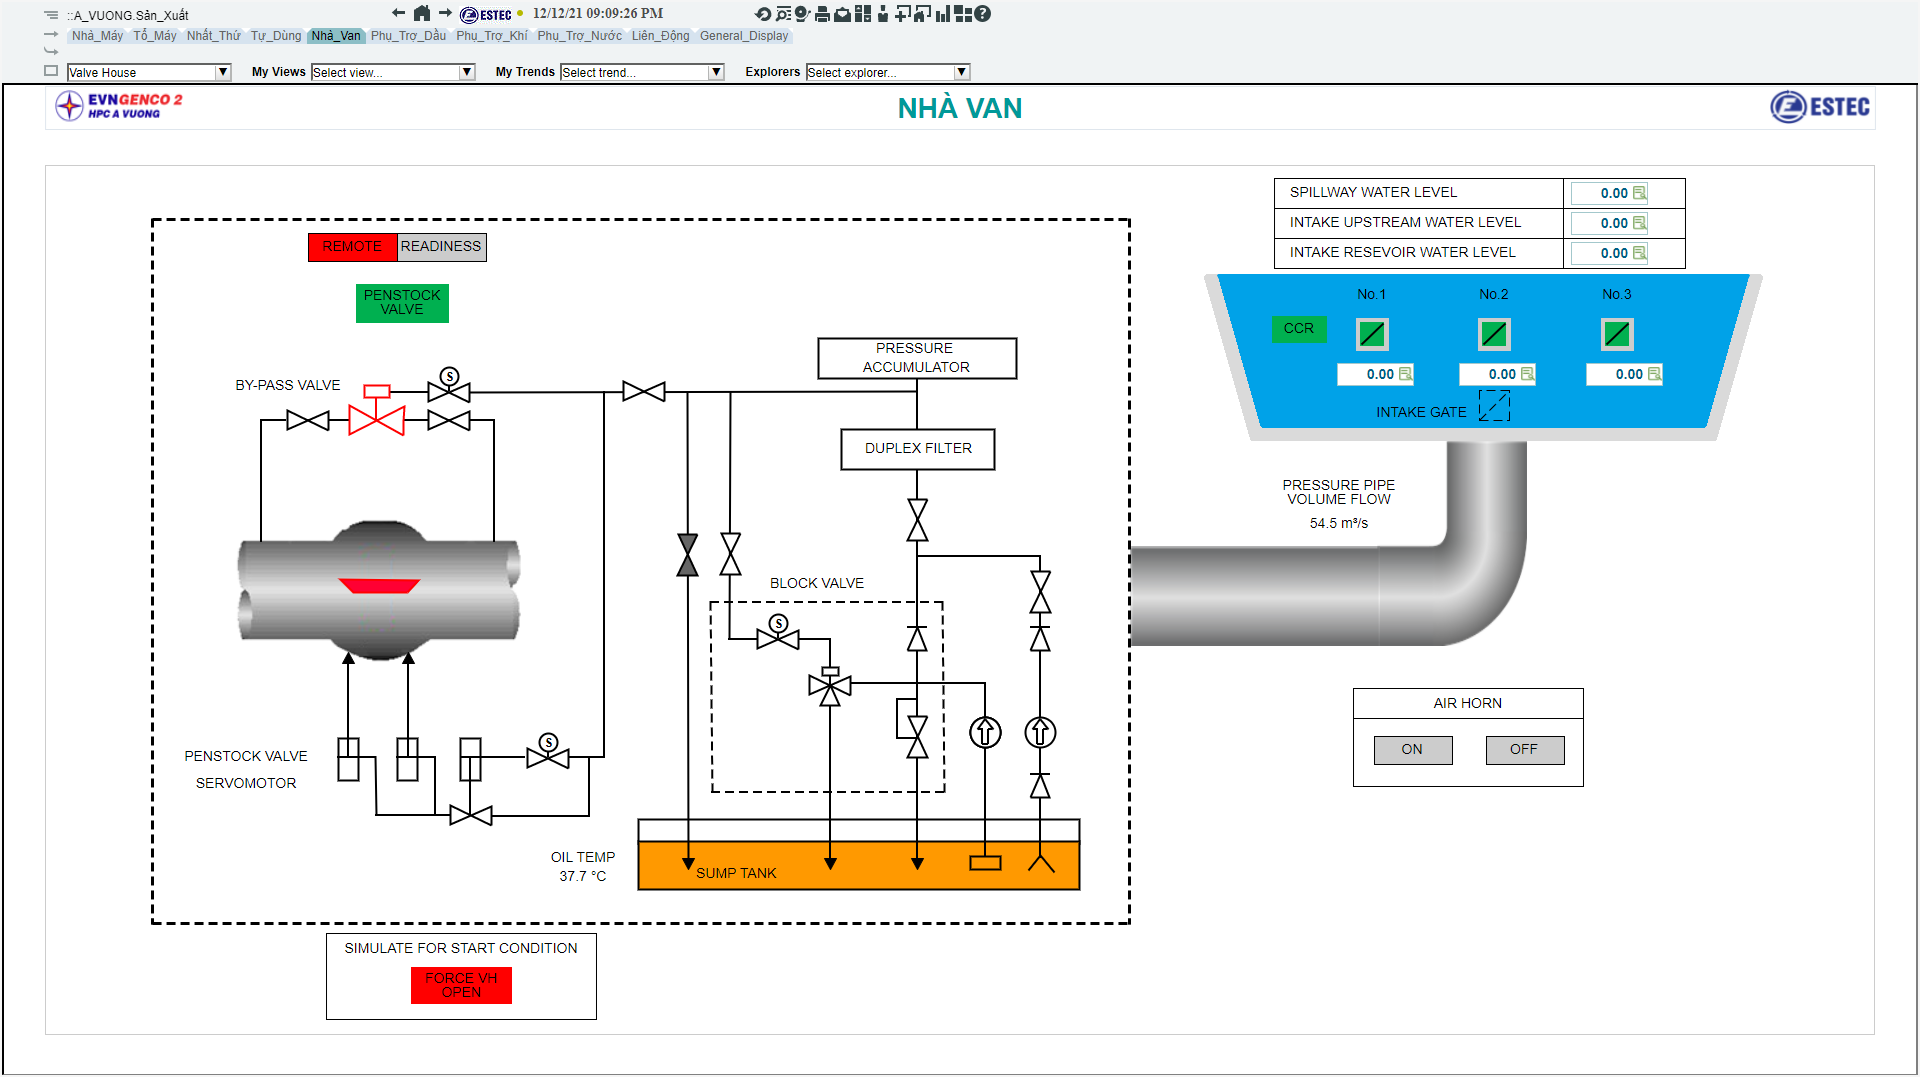 ::A_VUONG.Sản_Xuất
ESTEC
12/12/21 09:09:26 PM
Nhà_Máy Tổ_Máy Nhất_Thứ Tự_Dùng Nhà_Van Phụ_Trợ_Dầu Phụ_Trợ_Khí Phụ_Trợ_Nước Liên_Động General_Display
Valve House
My Views Select view...
My Trends Select trend...
Explorers Select explorer...
EVNGENCO 2
HPC A VUONG
NHÀ VAN
ESTEC
SPILLWAY WATER LEVEL 0.00
INTAKE UPSTREAM WATER LEVEL 0.00
INTAKE RESEVOIR WATER LEVEL 0.00
REMOTE READINESS
PENSTOCK
VALVE
No.1 No.2 No.3
CCR
0.00 0.00 0.00
INTAKE GATE
PRESSURE
ACCUMULATOR
BY-PASS VALVE
S
DUPLEX FILTER
PRESSURE PIPE
VOLUME FLOW
54.5 m³/s
BLOCK VALVE
S
AIR HORN
ON OFF
PENSTOCK VALVE
SERVOMOTOR
S
OIL TEMP
37.7 °C
SUMP TANK
SIMULATE FOR START CONDITION
FORCE VH
OPEN